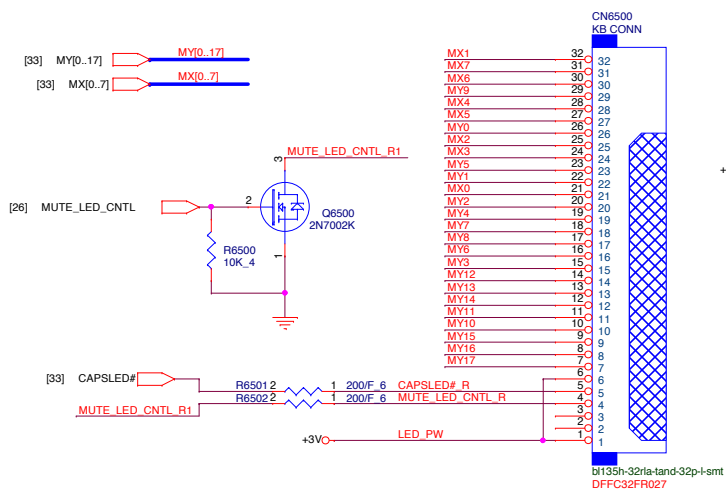 CN6500
KB CONN
[33] MY[0..17] MY[0..17]
[33] MX[0..7] MX[0..7]
MX1 32 32
MX7 31 31
MX6 30 30
MY9 29 29
MX4 28 28
MX5 27 27
MY0 26 26
MX2 25 25
MX3 24 24
MY5 23 23
MY1 22 22
MX0 21 21
MY2 20 20
MY4 19 19
MY7 18 18
MY8 17 17
MY6 16 16
MY3 15 15
MY12 14 14
MY13 13 13
MY14 12 12
MY11 11 11
MY10 10 10
MY15 9 9
MY16 8 8
MY17 7 7
6 6
5 5
4 4
3 3
2 2
1 1
MUTE_LED_CNTL_R1
3
[26] MUTE_LED_CNTL
2
Q6500
2N7002K
1
R6500
10K_4
+
[33] CAPSLED#
R6501 2 1 200/F_6 CAPSLED#_R
R6502 2 1 200/F_6 MUTE_LED_CNTL_R
MUTE_LED_CNTL_R1
+3V LED_PW
bl135h-32rla-tand-32p-l-smt
DFFC32FR027